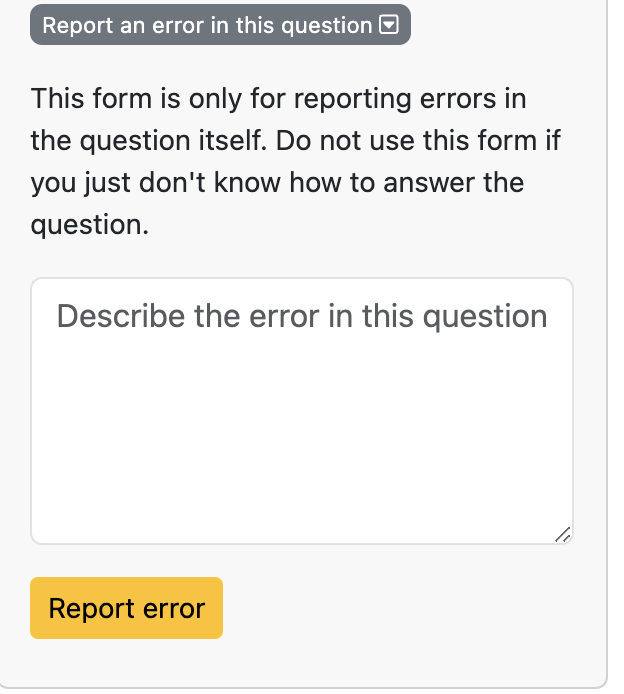 Report an error in this question
This form is only for reporting errors in
the question itself. Do not use this form if
you just don't know how to answer the
question.
Describe the error in this question
Report error